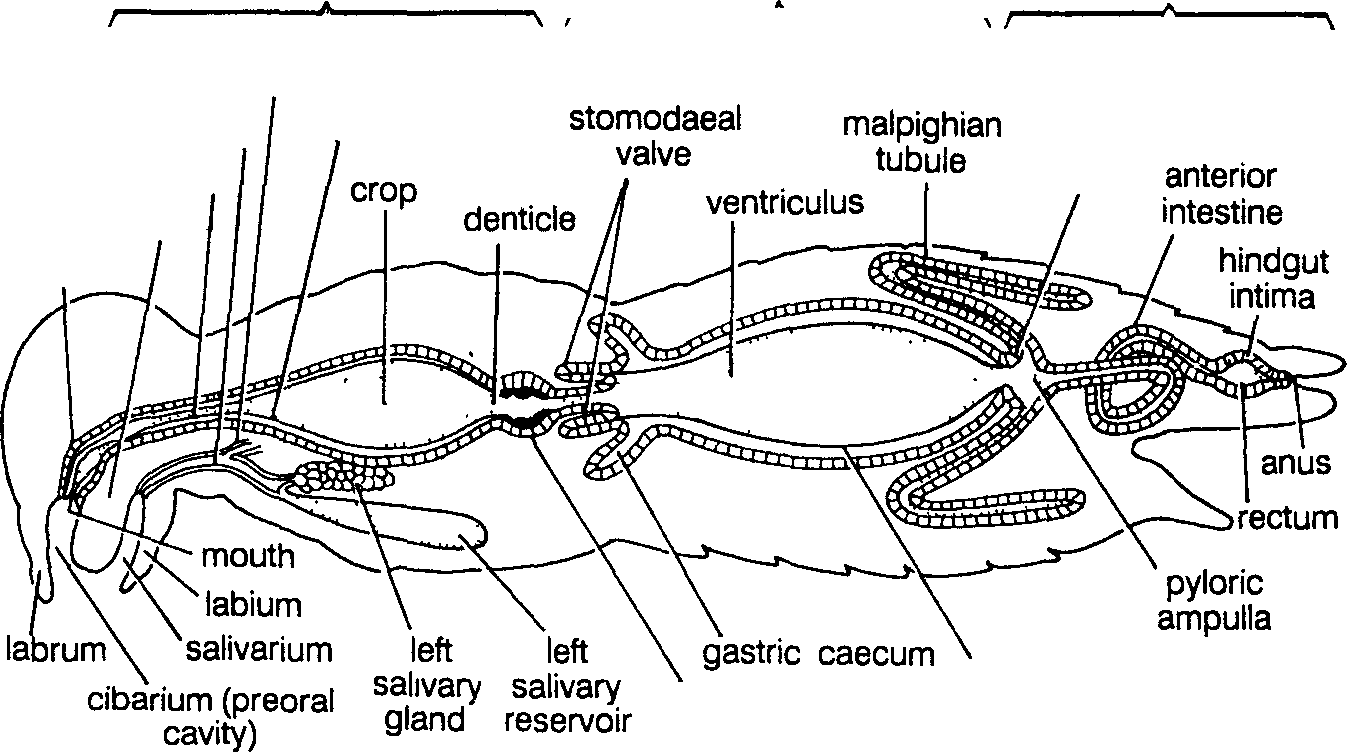 stomodaeal
valve
malpighian
tubule
crop
denticle
ventriculus
anterior
intestine
hindgut
intima
anus
rectum
mouth
labium
labrum
salivarium
cibarium (preoral
cavity)
left
salivary
gland
left
salivary
reservoir
gastric caecum
pyloric
ampulla